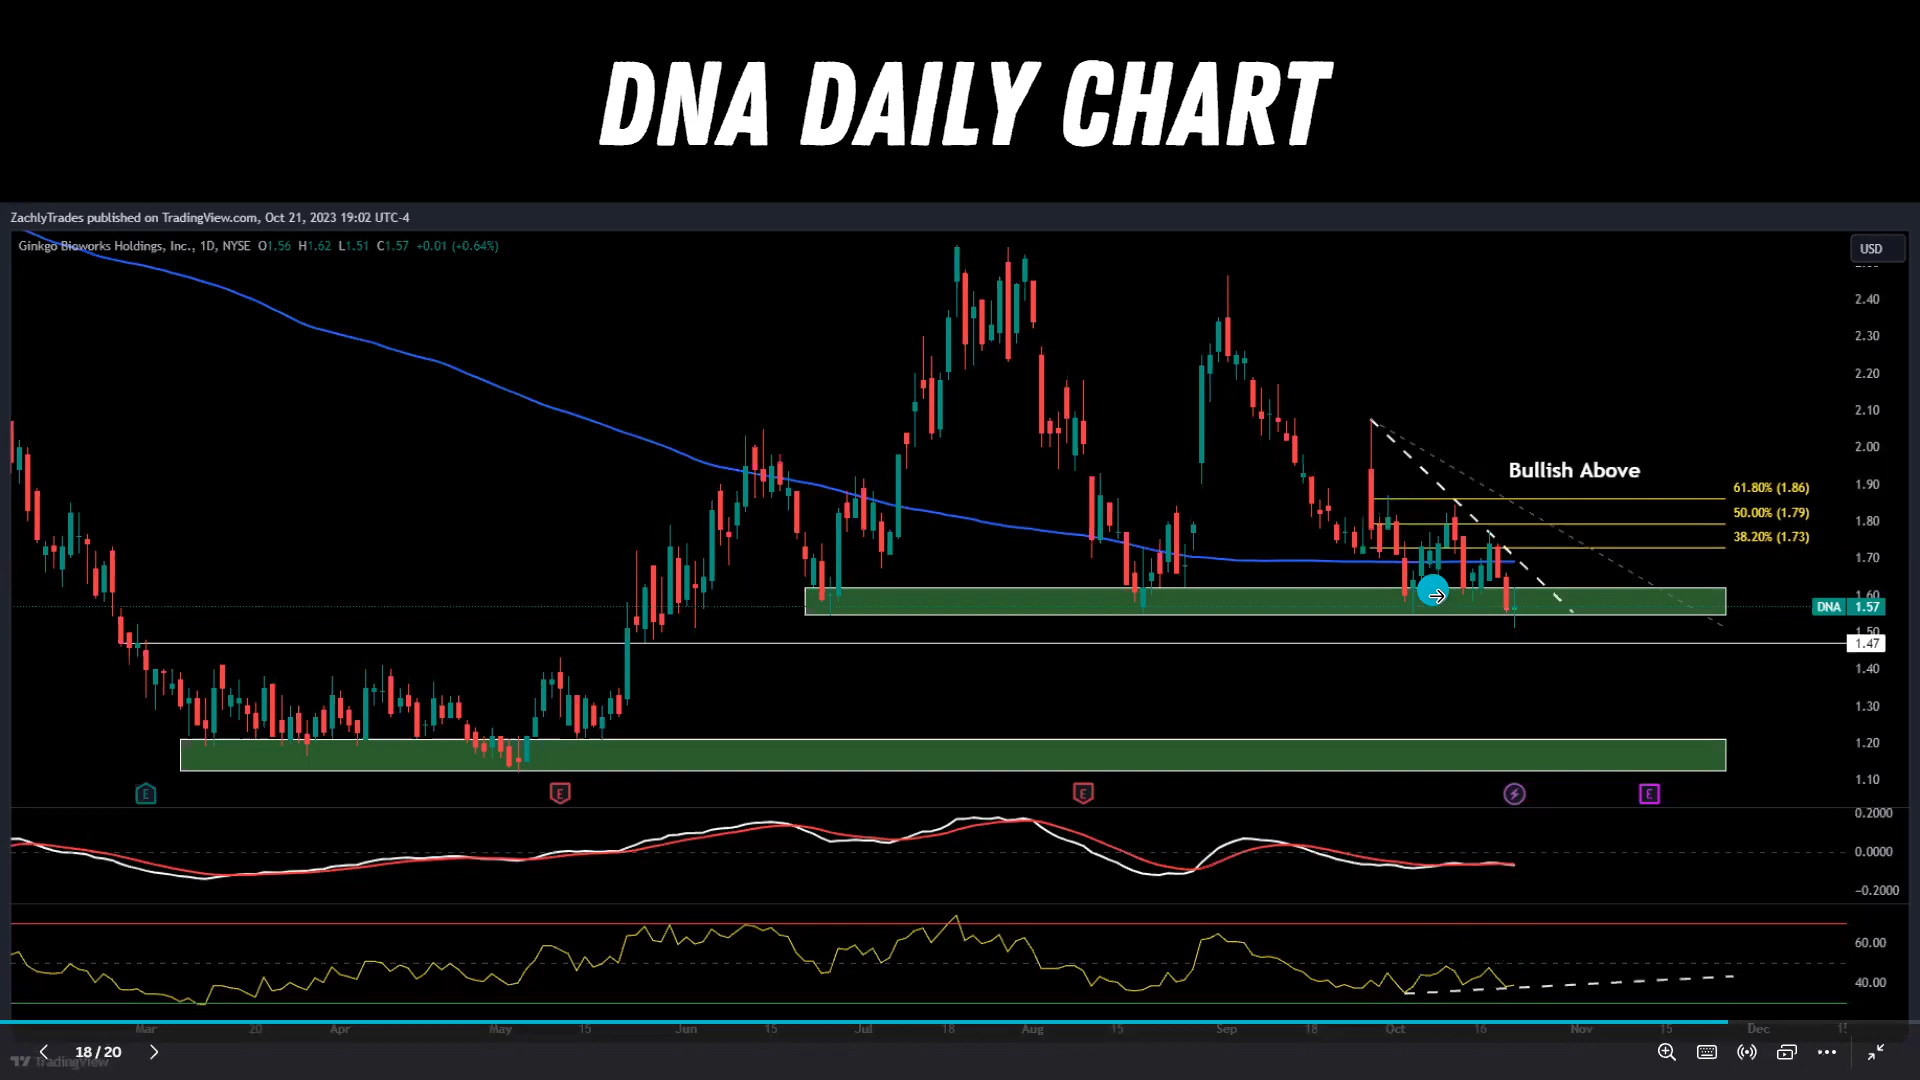 DNA DAILY CHART
ZachlyTrades published on TradingView.com, Oct 21, 2023 19:02 UTC-4
Ginkgo Bioworks Holdings, Inc., 1D, NYSE O1.56 H1.62 L1.51 C1.57 +0.01 (+0.64%)
USD
2.40
2.30
2.20
2.10
2.00
Bullish Above
1.90
61.80% (1.86)
50.00% (1.79)
1.80
38.20% (1.73)
1.70
1.60
DNA 1.57
1.50
1.47
1.40
1.30
1.20
1.10
E E E E
0.2000
0.0000
-0.2000
60.00
40.00
Mar 20 Apr May 15 Jun 15 Jul 18 Aug 15 Sep 18 Oct 16 Nov 15 Dec
18 / 20
TradingView